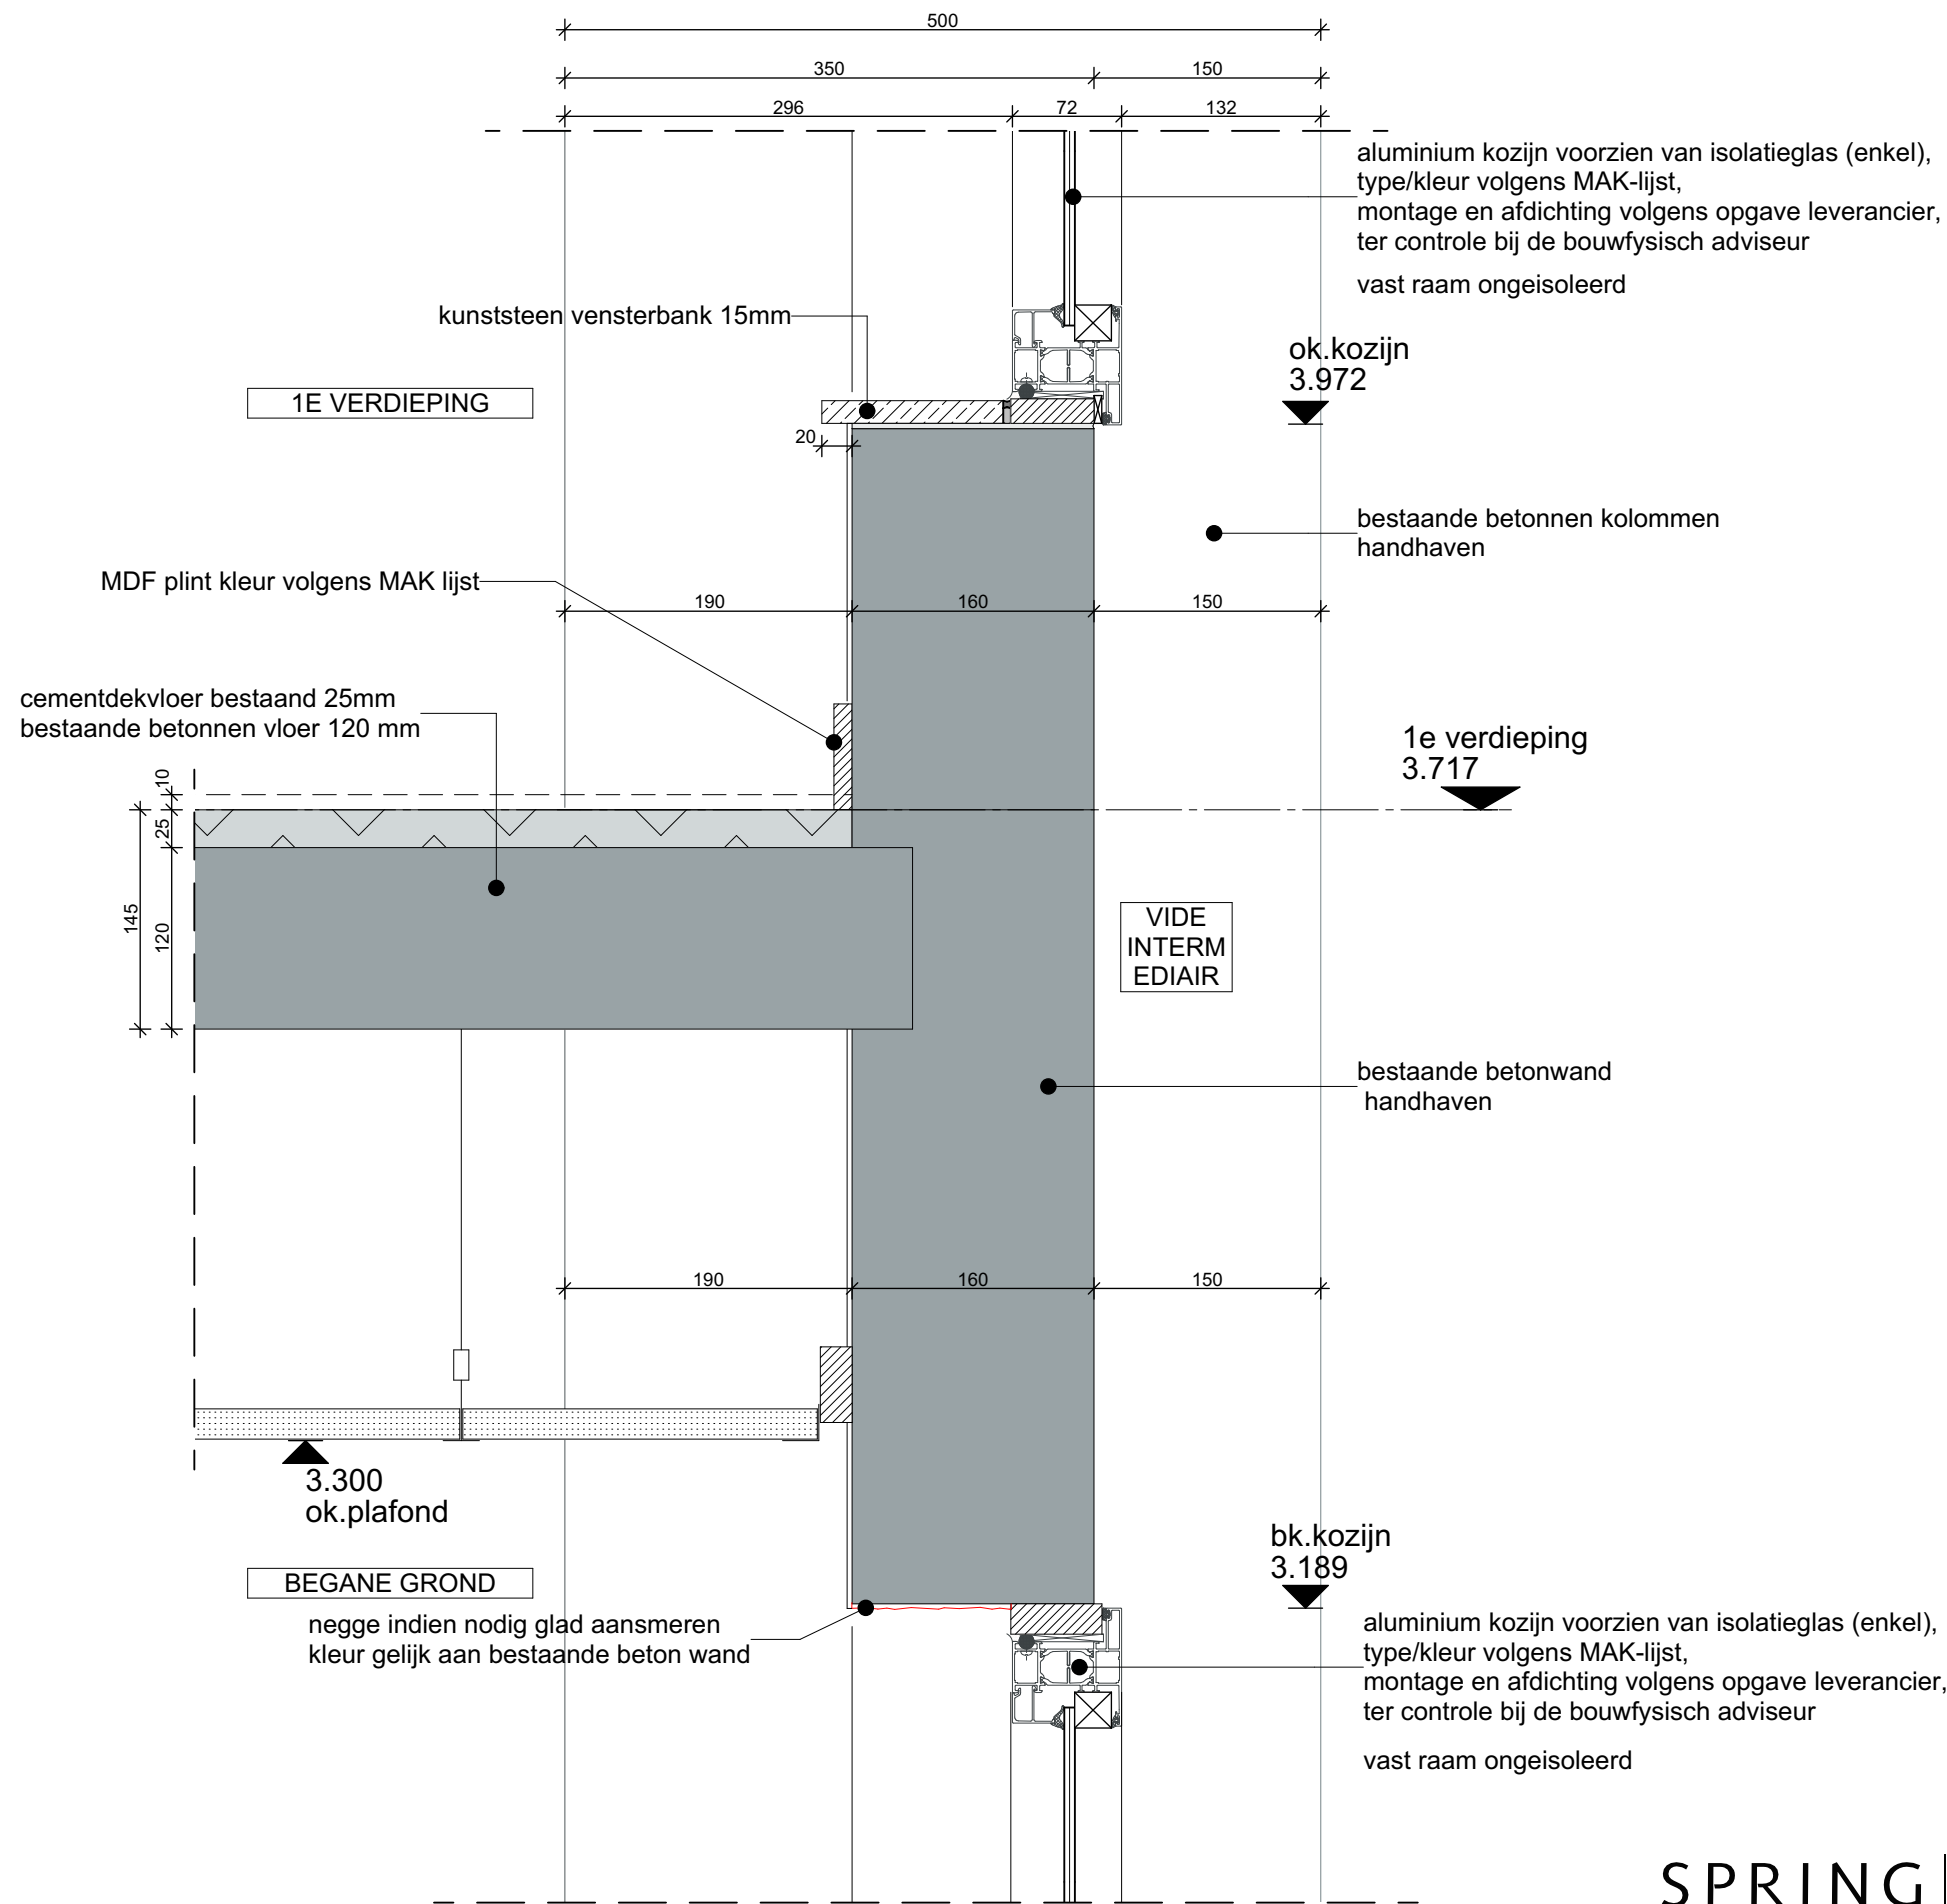 500
350
150
296
72
132
aluminium kozijn voorzien van isolatieglas (enkel),
type/kleur volgens MAK-lijst,
montage en afdichting volgens opgave leverancier,
ter controle bij de bouwfysisch adviseur
vast raam ongeisoleerd
kunststeen vensterbank 15mm
ok.kozijn
3.972
1E VERDIEPING
20
bestaande betonnen kolommen
handhaven
MDF plint kleur volgens MAK lijst
190
160
150
cementdekvloer bestaand 25mm
bestaande betonnen vloer 120 mm
1e verdieping
3.717
10
25
145
120
VIDE
INTERM
EDIAIR
bestaande betonwand
handhaven
190
160
150
3.300
ok.plafond
bk.kozijn
3.189
BEGANE GROND
negge indien nodig glad aansmeren
kleur gelijk aan bestaande beton wand
aluminium kozijn voorzien van isolatieglas (enkel),
type/kleur volgens MAK-lijst,
montage en afdichting volgens opgave leverancier,
ter controle bij de bouwfysisch adviseur
vast raam ongeisoleerd
SPRING